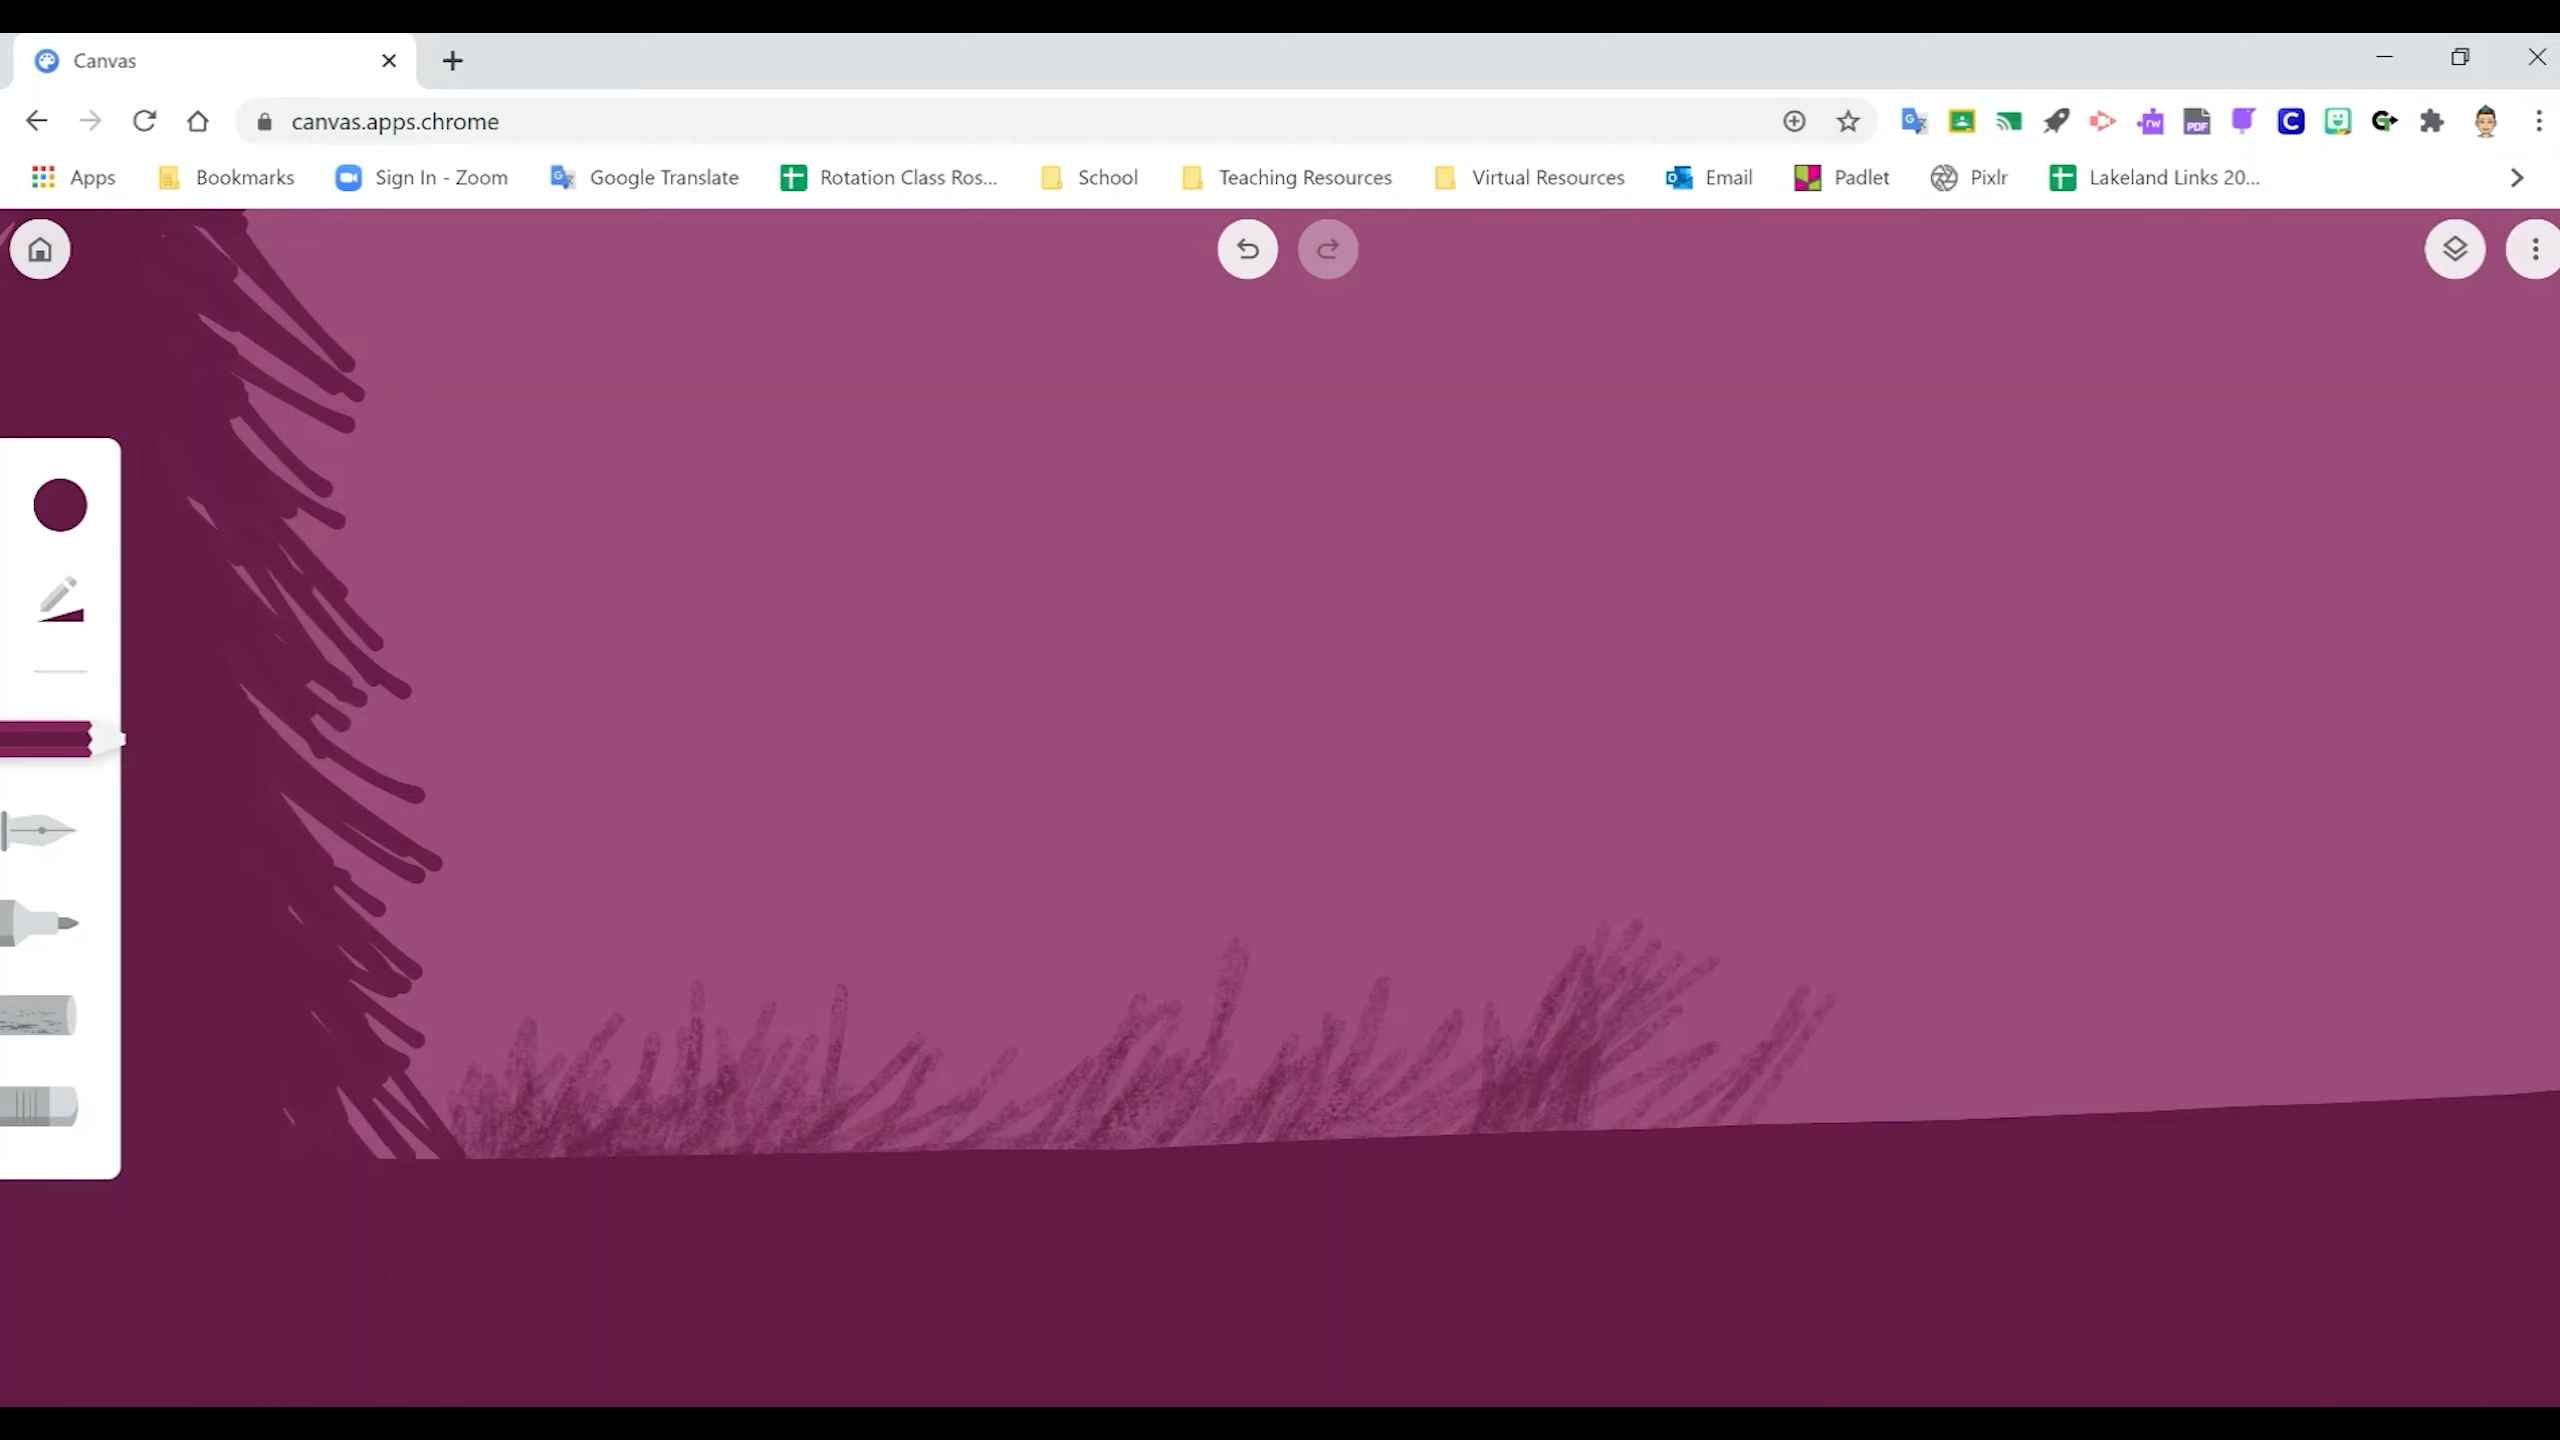 Canvas
canvas.apps.chrome
Apps Bookmarks Sign In - Zoom Google Translate Rotation Class Ros... School Teaching Resources Virtual Resources Email Padlet Pixlr Lakeland Links 20...